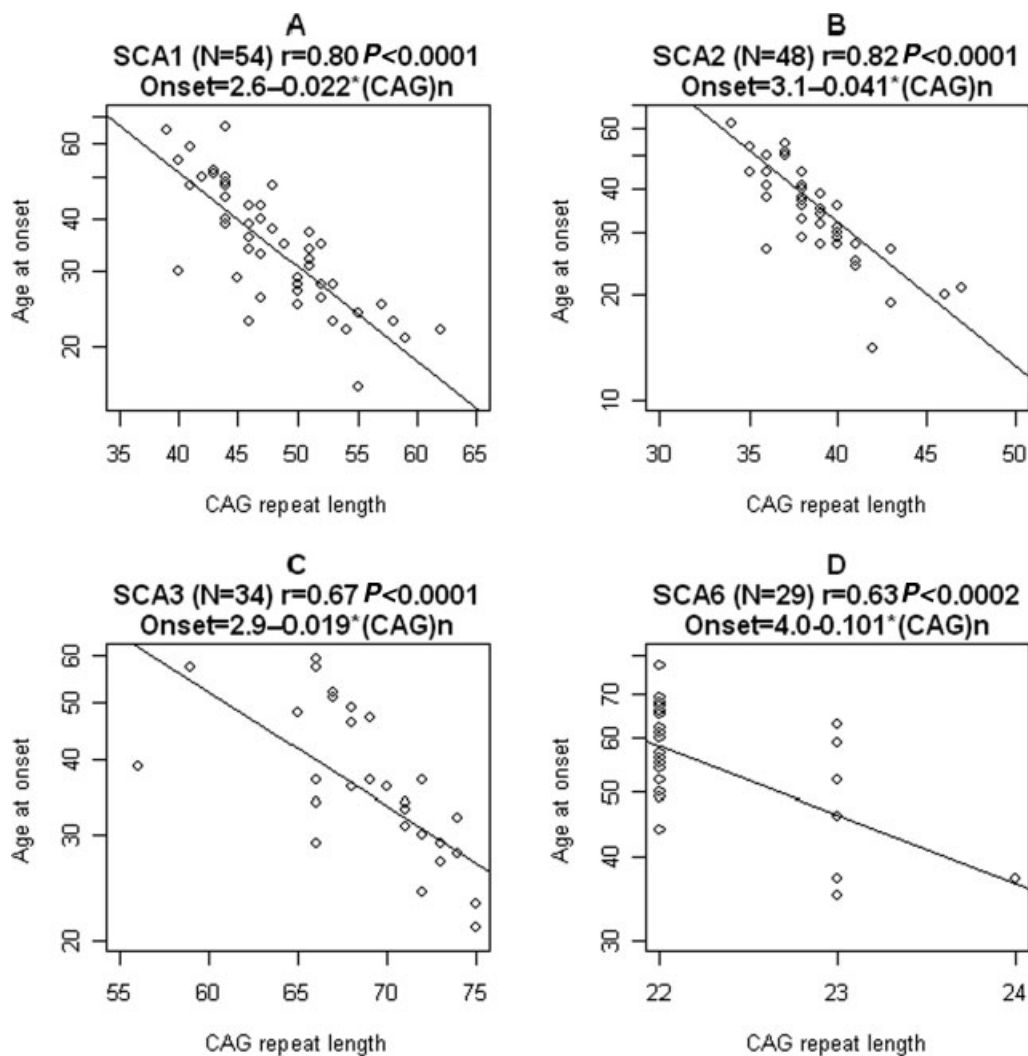 A
SCA1 (N=54) r=0.80 P<0.0001
Onset=2.6–0.022*(CAG)n
Age at onset
60
40
30
20
35 40 45 50 55 60 65
CAG repeat length
B
SCA2 (N=48) r=0.82 P<0.0001
Onset=3.1–0.041*(CAG)n
Age at onset
60
40
30
20
10
30 35 40 45 50
CAG repeat length
C
SCA3 (N=34) r=0.67 P<0.0001
Onset=2.9–0.019*(CAG)n
Age at onset
60
50
40
30
20
55 60 65 70 75
CAG repeat length
D
SCA6 (N=29) r=0.63 P<0.0002
Onset=4.0-0.101*(CAG)n
Age at onset
70
60
50
40
30
22 23 24
CAG repeat length